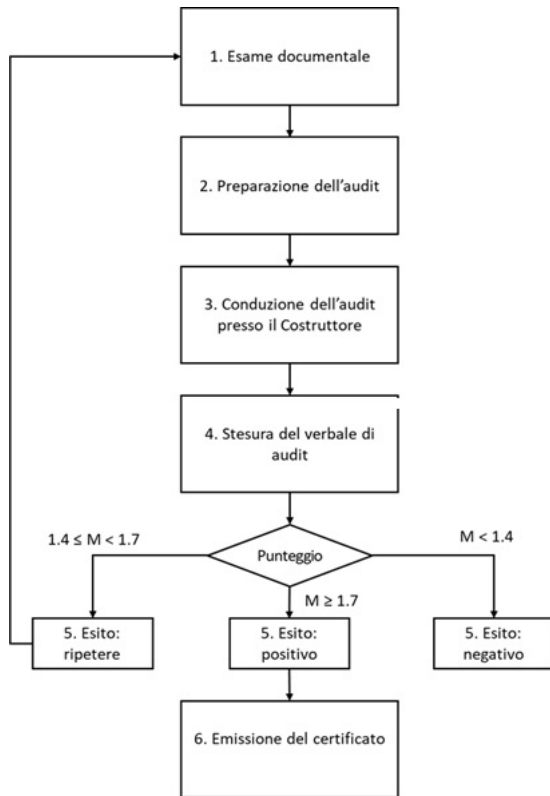 1. Esame documentale
2. Preparazione dell'audit
3. Conduzione dell'audit
presso il Costruttore
4. Stesura del verbale di
audit
1.4 ≤ M < 1.7
Punteggio
M < 1.4
M ≥ 1.7
5. Esito:
ripetere
5. Esito:
positivo
5. Esito:
negativo
6. Emissione del certificato